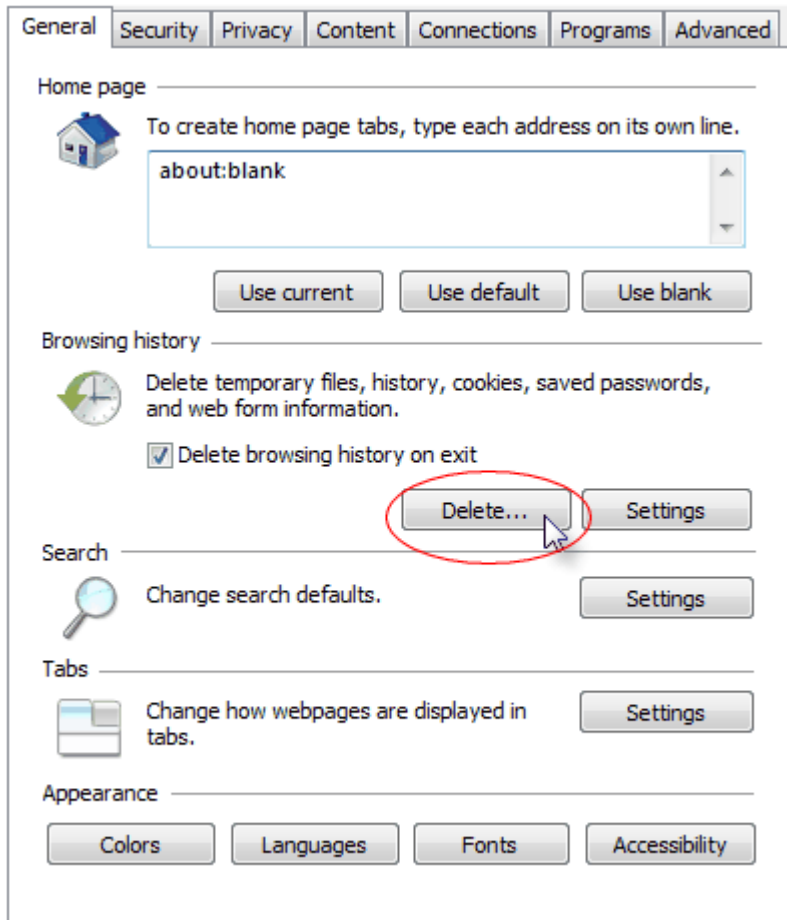 General Security Privacy Content Connections Programs Advanced
Home page
To create home page tabs, type each address on its own line.
about:blank
Use current Use default Use blank
Browsing history
Delete temporary files, history, cookies, saved passwords,
and web form information.
Delete browsing history on exit
Delete... Settings
Search
Change search defaults. Settings
Tabs
Change how webpages are displayed in Settings
tabs.
Appearance
Colors Languages Fonts Accessibility